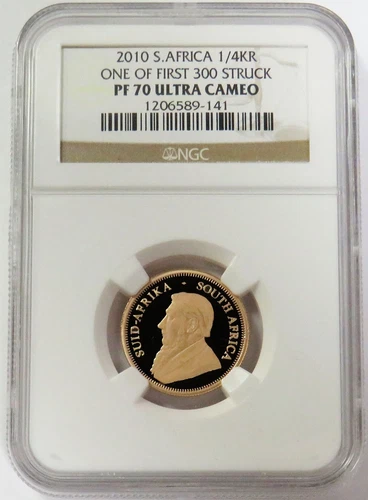 2010 S.AFRICA 1/4KR
ONE OF FIRST 300 STRUCK
PF 70 ULTRA CAMEO
1206589-141
NGC
SUID-AFRIKA · SOUTH AFRICA